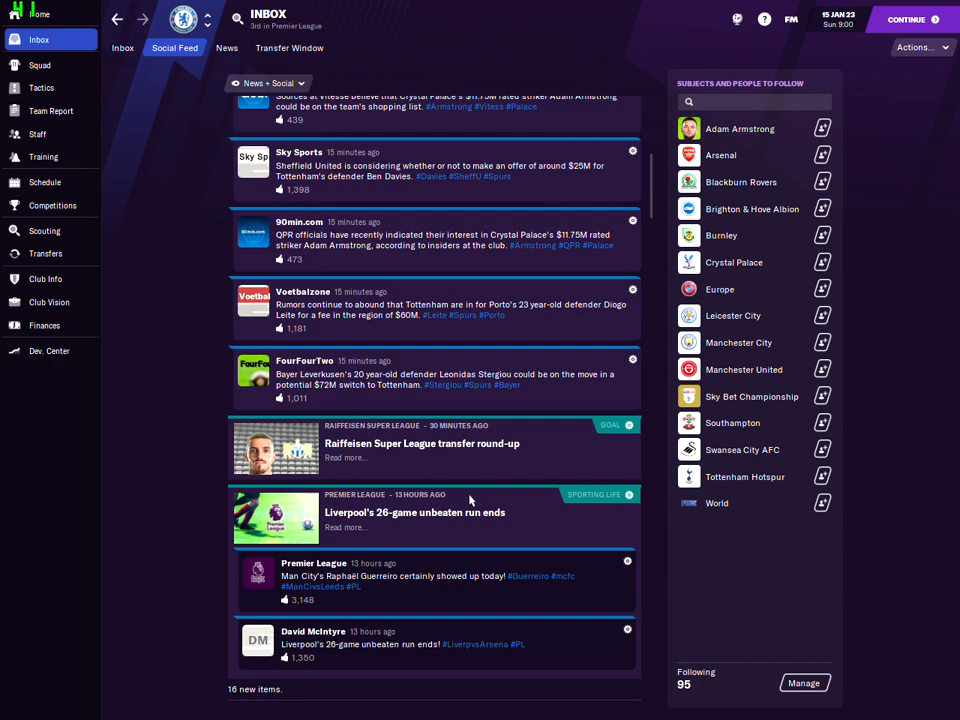 Home
INBOX
3rd in Premier League
FM
15 JAN 23
Sun 9:00
CONTINUE
Inbox
Inbox
Social Feed
News
Transfer Window
Actions...
Squad
Tactics
Team Report
Staff
Training
Schedule
Competitions
Scouting
Transfers
Club Info
Club Vision
Finances
Dev. Center
News + Social
Sources at Vitesse believe that Crystal Palace's $11.75M rated striker Adam Armstrong
could be on the team's shopping list. #Armstrong #Vitess #Palace
439
Sky Sp
Sky Sports 15 minutes ago
Sheffield United is considering whether or not to make an offer of around $25M for
Tottenham's defender Ben Davies. #Davies #SheffU #Spurs
1,398
90min.com
90min.com 15 minutes ago
QPR officials have recently indicated their interest in Crystal Palace's $11.75M rated
striker Adam Armstrong, according to insiders at the club. #Armstrong #QPR #Palace
473
Voetbal
Voetbalzone 15 minutes ago
Rumors continue to abound that Tottenham are in for Porto's 23 year-old defender Diogo
Leite for a fee in the region of $60M. #Leite #Spurs #Porto
1,181
FourFo
FourFourTwo 15 minutes ago
Bayer Leverkusen's 20 year-old defender Leonidas Stergiou could be on the move in a
potential $72M switch to Tottenham. #Stergiou #Spurs #Bayer
1,011
RAIFFEISEN SUPER LEAGUE - 30 MINUTES AGO
GOAL
Raiffeisen Super League transfer round-up
Read more...
PREMIER LEAGUE - 13 HOURS AGO
SPORTING LIFE
Liverpool's 26-game unbeaten run ends
Read more...
Premier League 13 hours ago
Man City's Raphaël Guerreiro certainly showed up today! #Guerreiro #mcfc
#ManCivsLeeds #PL
3,148
DM
David McIntyre 13 hours ago
Liverpool's 26-game unbeaten run ends! #LiverpvsArsena #PL
1,350
16 new items.
SUBJECTS AND PEOPLE TO FOLLOW
Adam Armstrong
Arsenal
Blackburn Rovers
Brighton & Hove Albion
Burnley
Crystal Palace
Europe
Leicester City
Manchester City
Manchester United
Sky Bet Championship
Southampton
Swansea City AFC
Tottenham Hotspur
World
Following
95
Manage